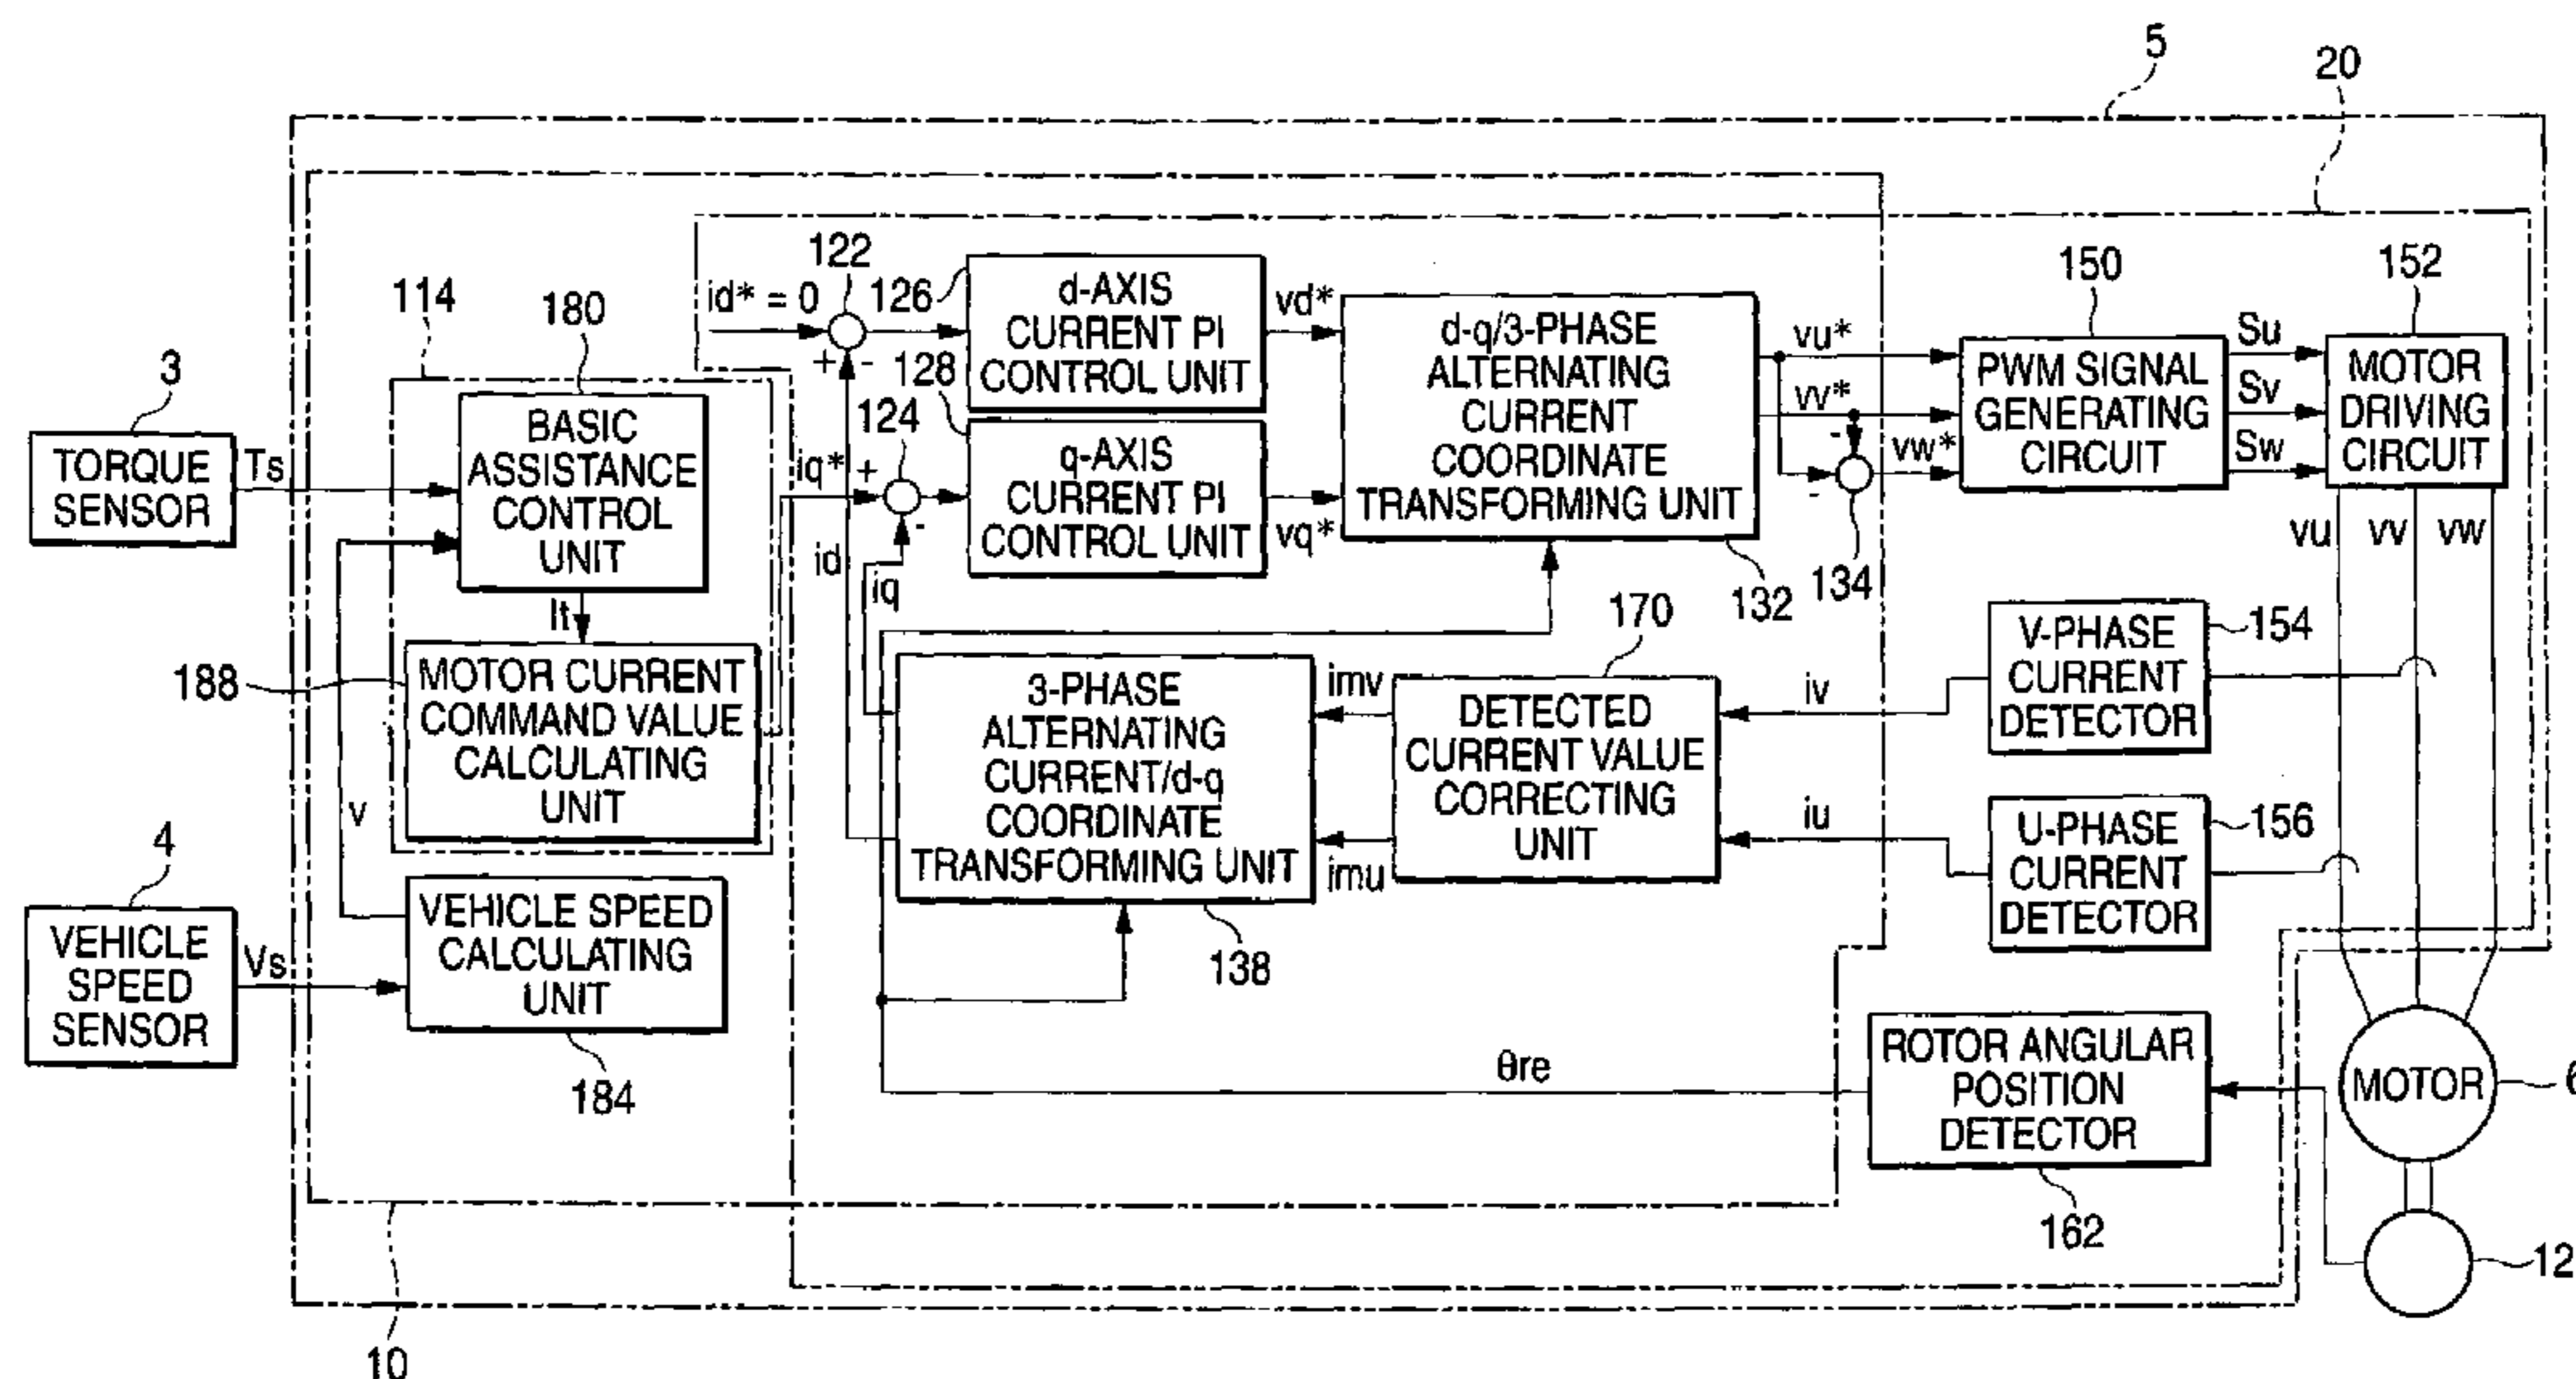 5
20
122
id* = 0
126
d-AXIS
CURRENT PI
CONTROL UNIT
vd*
d-q/3-PHASE
ALTERNATING
CURRENT
COORDINATE
TRANSFORMING UNIT
132
vu*
vv*
-
-
vw*
134
150
PWM SIGNAL
GENERATING
CIRCUIT
Su
Sv
Sw
152
MOTOR
DRIVING
CIRCUIT
vu
vv
vw
114
180
BASIC
ASSISTANCE
CONTROL
UNIT
It
188
MOTOR CURRENT
COMMAND VALUE
CALCULATING
UNIT
3
TORQUE
SENSOR
Ts
+
-
128
124
iq*
+
-
q-AXIS
CURRENT PI
CONTROL UNIT
vq*
id
iq
170
3-PHASE
ALTERNATING
CURRENT/d-q
COORDINATE
TRANSFORMING UNIT
138
imv
imu
DETECTED
CURRENT VALUE
CORRECTING
UNIT
iv
iu
V-PHASE
CURRENT
DETECTOR
154
U-PHASE
CURRENT
DETECTOR
156
v
4
VEHICLE
SPEED
SENSOR
Vs
VEHICLE SPEED
CALCULATING
UNIT
184
θre
ROTOR ANGULAR
POSITION
DETECTOR
162
MOTOR
6
12
10